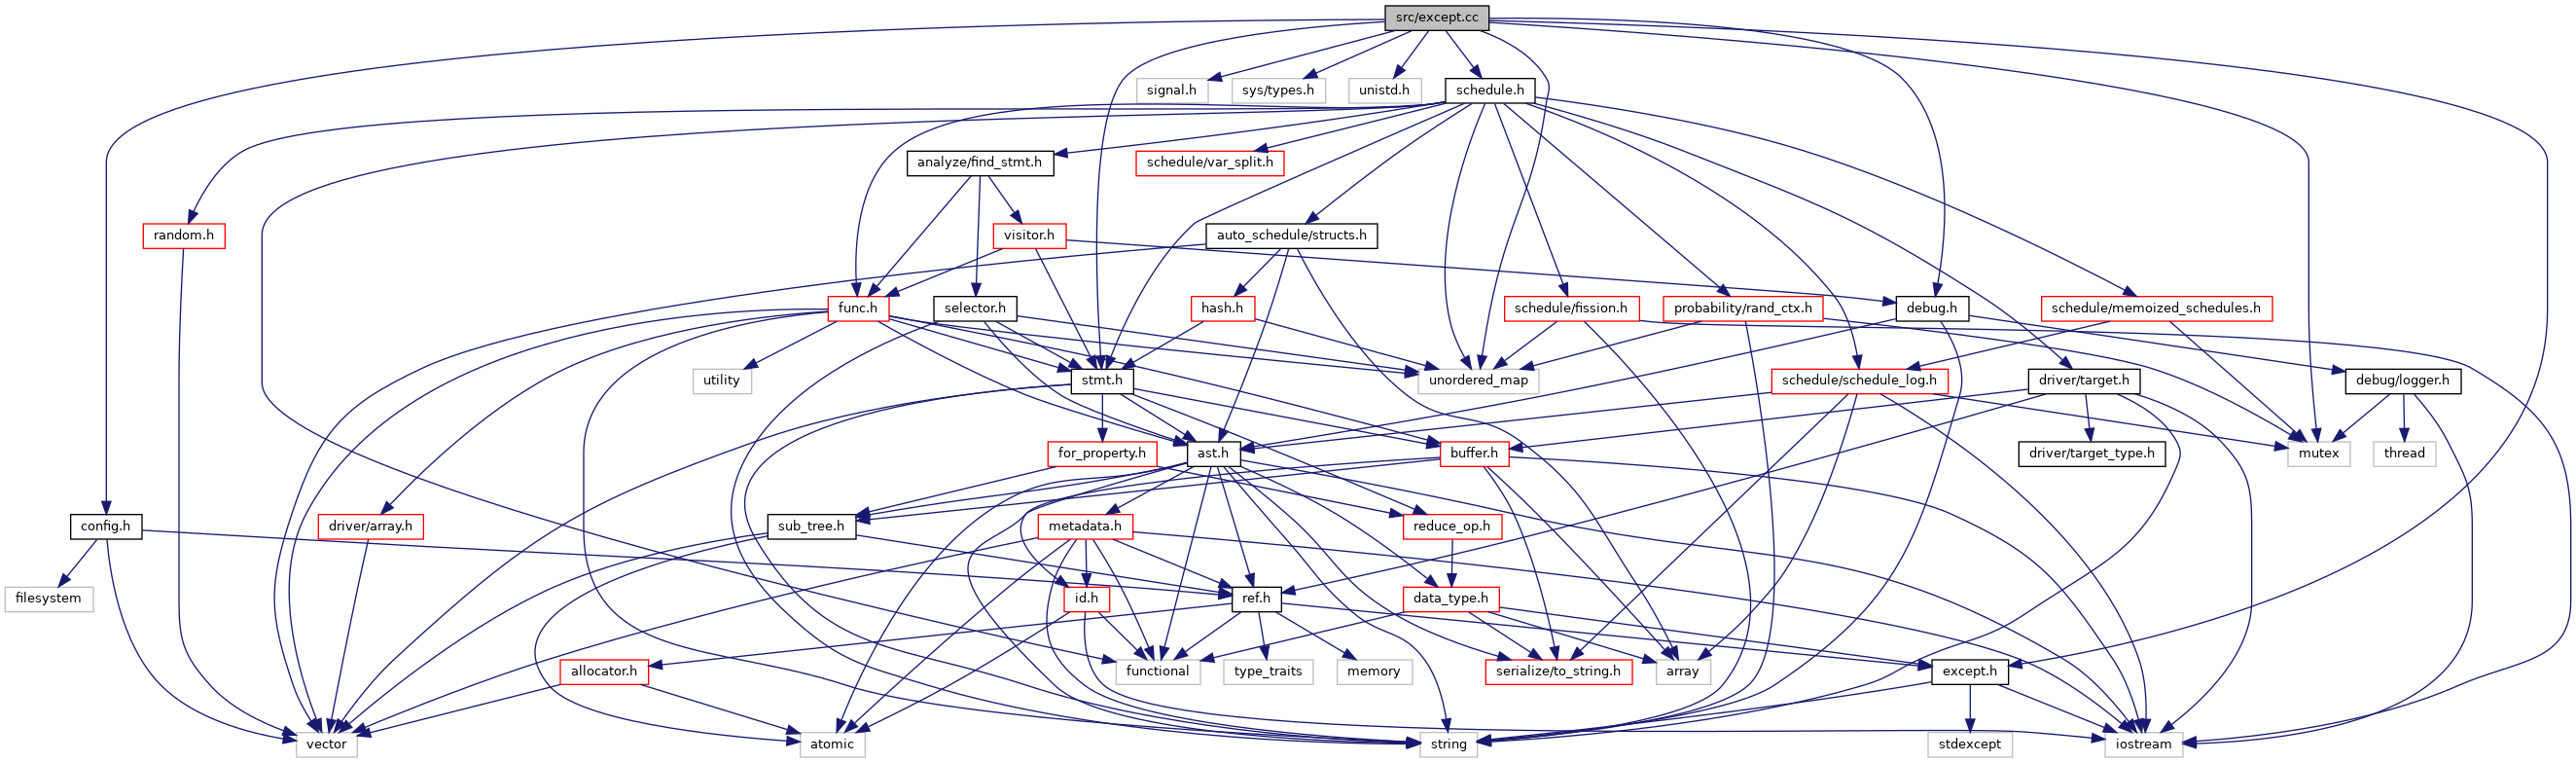 src/except.cc
signal.h
sys/types.h
unistd.h
schedule.h
analyze/find_stmt.h
schedule/var_split.h
random.h
visitor.h
auto_schedule/structs.h
func.h
selector.h
hash.h
schedule/fission.h
probability/rand_ctx.h
debug.h
schedule/memoized_schedules.h
utility
stmt.h
unordered_map
schedule/schedule_log.h
driver/target.h
debug/logger.h
for_property.h
ast.h
buffer.h
driver/target_type.h
mutex
thread
config.h
driver/array.h
sub_tree.h
metadata.h
reduce_op.h
filesystem
id.h
ref.h
data_type.h
allocator.h
functional
type_traits
memory
serialize/to_string.h
array
except.h
vector
atomic
string
stdexcept
iostream